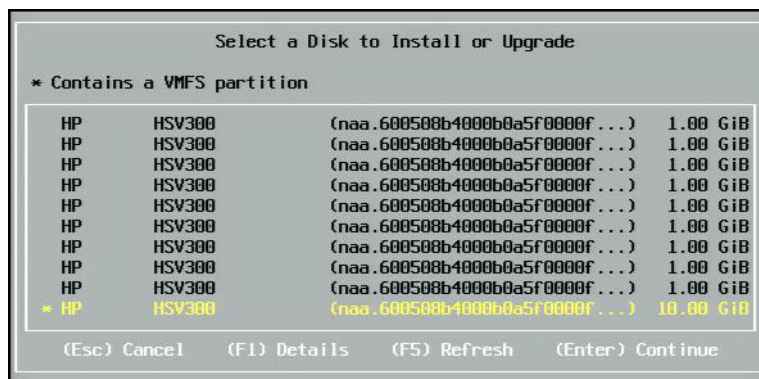 Select a Disk to Install or Upgrade
* Contains a VMFS partition
HP HSV300 (naa.600508b4000b0a5f0000f...) 1.00 GiB
HP HSV300 (naa.600508b4000b0a5f0000f...) 1.00 GiB
HP HSV300 (naa.600508b4000b0a5f0000f...) 1.00 GiB
HP HSV300 (naa.600508b4000b0a5f0000f...) 1.00 GiB
HP HSV300 (naa.600508b4000b0a5f0000f...) 1.00 GiB
HP HSV300 (naa.600508b4000b0a5f0000f...) 1.00 GiB
HP HSV300 (naa.600508b4000b0a5f0000f...) 1.00 GiB
HP HSV300 (naa.600508b4000b0a5f0000f...) 1.00 GiB
HP HSV300 (naa.600508b4000b0a5f0000f...) 1.00 GiB
* HP HSV300 (naa.600508b4000b0a5f0000f...) 10.00 GiB
(Esc) Cancel (F1) Details (F5) Refresh (Enter) Continue